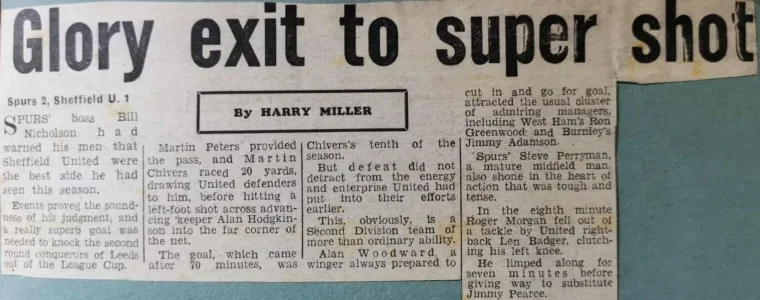 Glory exit to super shot
Spurs 2, Sheffield U. 1
By HARRY MILLER
SPURS' boss Bill
Nicholson had
warned his men that
Sheffield United were
the best side he had
seen this season.
Events proved the sound-
ness of his judgment, and
a really superb goal was
needed to knock the second
round conquerors of Leeds
out of the League Cup.
Martin Peters provided
the pass, and Martin
Chivers raced 20 yards,
drawing United defenders
to him, before hitting a
left-foot shot across advan-
cing 'keeper Alan Hodgkin-
son into the far corner of
the net.
The goal, which came
after 70 minutes, was
Chivers's tenth of the
season.
But defeat did not
detract from the energy
and enterprise United had
put into their efforts
earlier.
This, obviously, is a
Second Division team of
more than ordinary ability.
Alan Woodward, a
winger always prepared to
cut in and go for goal,
attracted the usual cluster
of admiring managers,
including West Ham's Ron
Greenwood and Burnley's
Jimmy Adamson.
Spurs' Steve Perryman,
a mature midfield man,
also shone in the heart of
action that was tough and
tense.
In the eighth minute
Roger Morgan fell out of
a tackle by United right-
back Len Badger, clutch-
ing his left knee.
He limped along for
seven minutes before
giving way to substitute
Jimmy Pearce.